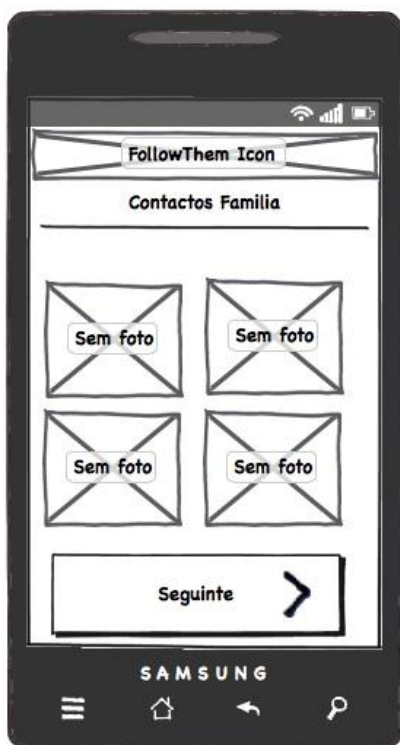 FollowThem Icon
Contactos Familia
Sem foto
Sem foto
Sem foto
Sem foto
Seguinte
SAMSUNG